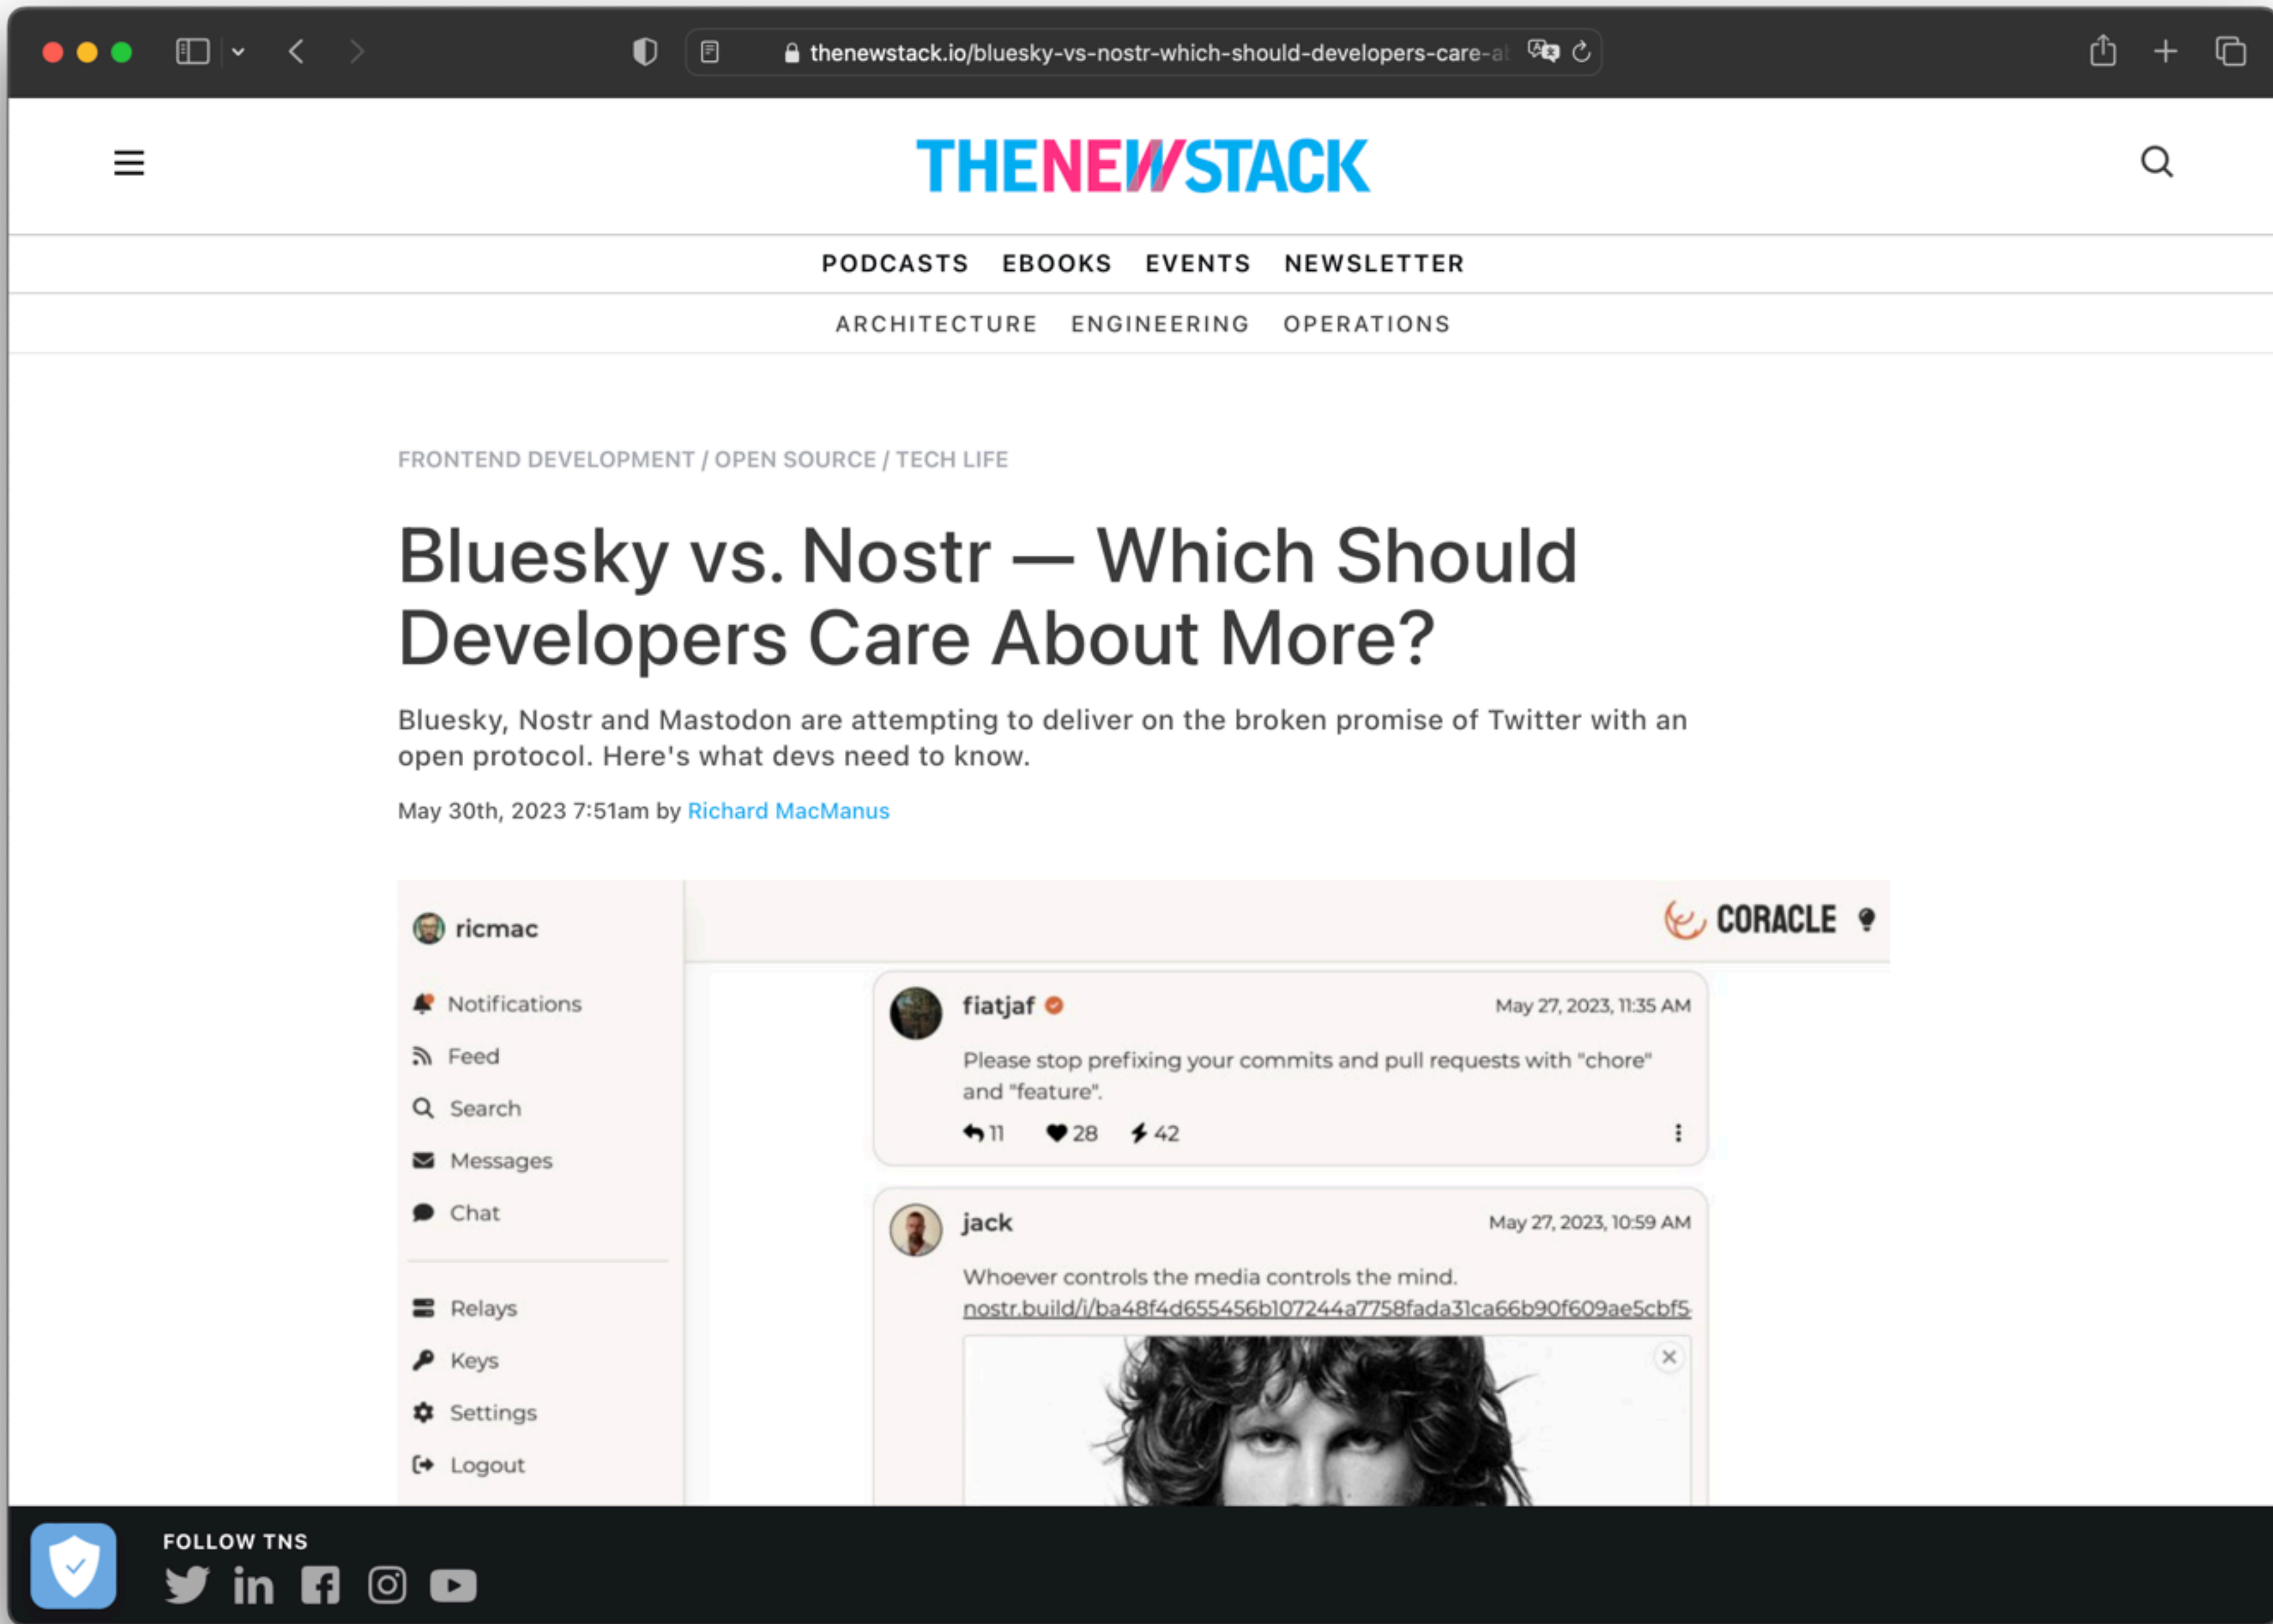 thenewstack.io/bluesky-vs-nostr-which-should-developers-care-a
THENEWSTACK
PODCASTS EBOOKS EVENTS NEWSLETTER
ARCHITECTURE ENGINEERING OPERATIONS
FRONTEND DEVELOPMENT / OPEN SOURCE / TECH LIFE
Bluesky vs. Nostr — Which Should
Developers Care About More?
Bluesky, Nostr and Mastodon are attempting to deliver on the broken promise of Twitter with an
open protocol. Here's what devs need to know.
May 30th, 2023 7:51am by Richard MacManus
ricmac
CORACLE
Notifications
Feed
Search
Messages
Chat
Relays
Keys
Settings
Logout
fiatjaf May 27, 2023, 11:35 AM
Please stop prefixing your commits and pull requests with "chore"
and "feature".
11 28 42
jack May 27, 2023, 10:59 AM
Whoever controls the media controls the mind.
nostr.build/i/ba48f4d655456b107244a7758fada31ca66b90f609ae5cbf5
FOLLOW TNS